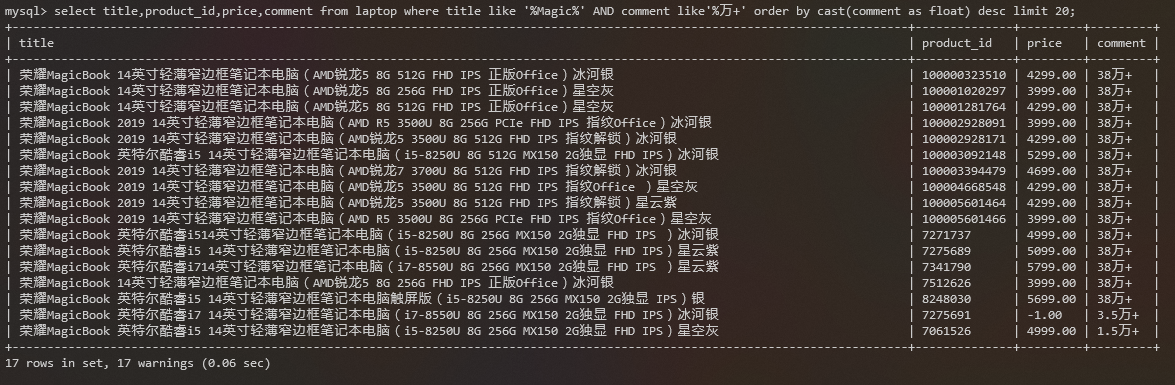 mysql> select title,product_id,price,comment from laptop where title like '%Magic%' AND comment like'%万+' order by cast(comment as float) desc limit 20;
| title | product_id | price | comment |
| 荣耀MagicBook 14英寸轻薄窄边框笔记本电脑（AMD锐龙5 8G 512G FHD IPS 正版Office）冰河银 | 100000323510 | 4299.00 | 38万+ |
| 荣耀MagicBook 14英寸轻薄窄边框笔记本电脑（AMD锐龙5 8G 256G FHD IPS 正版Office）星空灰 | 100001020297 | 3999.00 | 38万+ |
| 荣耀MagicBook 14英寸轻薄窄边框笔记本电脑（AMD锐龙5 8G 512G FHD IPS 正版Office）星空灰 | 100001281764 | 4299.00 | 38万+ |
| 荣耀MagicBook 2019 14英寸轻薄窄边框笔记本电脑（AMD R5 3500U 8G 256G PCIe FHD IPS 指纹Office）冰河银 | 100002928091 | 3999.00 | 38万+ |
| 荣耀MagicBook 2019 14英寸轻薄窄边框笔记本电脑（AMD锐龙5 3500U 8G 512G FHD IPS 指纹解锁）冰河银 | 100002928171 | 4299.00 | 38万+ |
| 荣耀MagicBook 英特尔酷睿i5 14英寸轻薄窄边框笔记本电脑（i5-8250U 8G 512G MX150 2G独显 FHD IPS）冰河银 | 100003092148 | 5299.00 | 38万+ |
| 荣耀MagicBook 2019 14英寸轻薄窄边框笔记本电脑（AMD锐龙7 3700U 8G 512G FHD IPS 指纹解锁）冰河银 | 100003394479 | 4699.00 | 38万+ |
| 荣耀MagicBook 2019 14英寸轻薄窄边框笔记本电脑（AMD锐龙5 3500U 8G 512G FHD IPS 指纹Office ）星空灰 | 100004668548 | 4299.00 | 38万+ |
| 荣耀MagicBook 2019 14英寸轻薄窄边框笔记本电脑（AMD锐龙5 3500U 8G 512G FHD IPS 指纹解锁）星云紫 | 100005601464 | 4299.00 | 38万+ |
| 荣耀MagicBook 2019 14英寸轻薄窄边框笔记本电脑（AMD R5 3500U 8G 256G PCIe FHD IPS 指纹Office）星空灰 | 100005601466 | 3999.00 | 38万+ |
| 荣耀MagicBook 英特尔酷睿i514英寸轻薄窄边框笔记本电脑（i5-8250U 8G 256G MX150 2G独显 FHD IPS ）冰河银 | 7271737 | 4999.00 | 38万+ |
| 荣耀MagicBook 英特尔酷睿i5 14英寸轻薄窄边框笔记本电脑（i5-8250U 8G 256G MX150 2G独显 FHD IPS）星云紫 | 7275689 | 5099.00 | 38万+ |
| 荣耀MagicBook 英特尔酷睿i714英寸轻薄窄边框笔记本电脑（i7-8550U 8G 256G MX150 2G独显 FHD IPS ）星云紫 | 7341790 | 5799.00 | 38万+ |
| 荣耀MagicBook 14英寸轻薄窄边框笔记本电脑（AMD锐龙5 8G 256G FHD IPS 正版Office）冰河银 | 7512626 | 3999.00 | 38万+ |
| 荣耀MagicBook 英特尔酷睿i5 14英寸轻薄窄边框笔记本电脑触屏版（i5-8250U 8G 256G MX150 2G独显 IPS）银 | 8248030 | 5699.00 | 38万+ |
| 荣耀MagicBook 英特尔酷睿i7 14英寸轻薄窄边框笔记本电脑（i7-8550U 8G 256G MX150 2G独显 FHD IPS）冰河银 | 7275691 | -1.00 | 3.5万+ |
| 荣耀MagicBook 英特尔酷睿i5 14英寸轻薄窄边框笔记本电脑（i5-8250U 8G 256G MX150 2G独显 FHD IPS）星空灰 | 7061526 | 4999.00 | 1.5万+ |
17 rows in set, 17 warnings (0.06 sec)